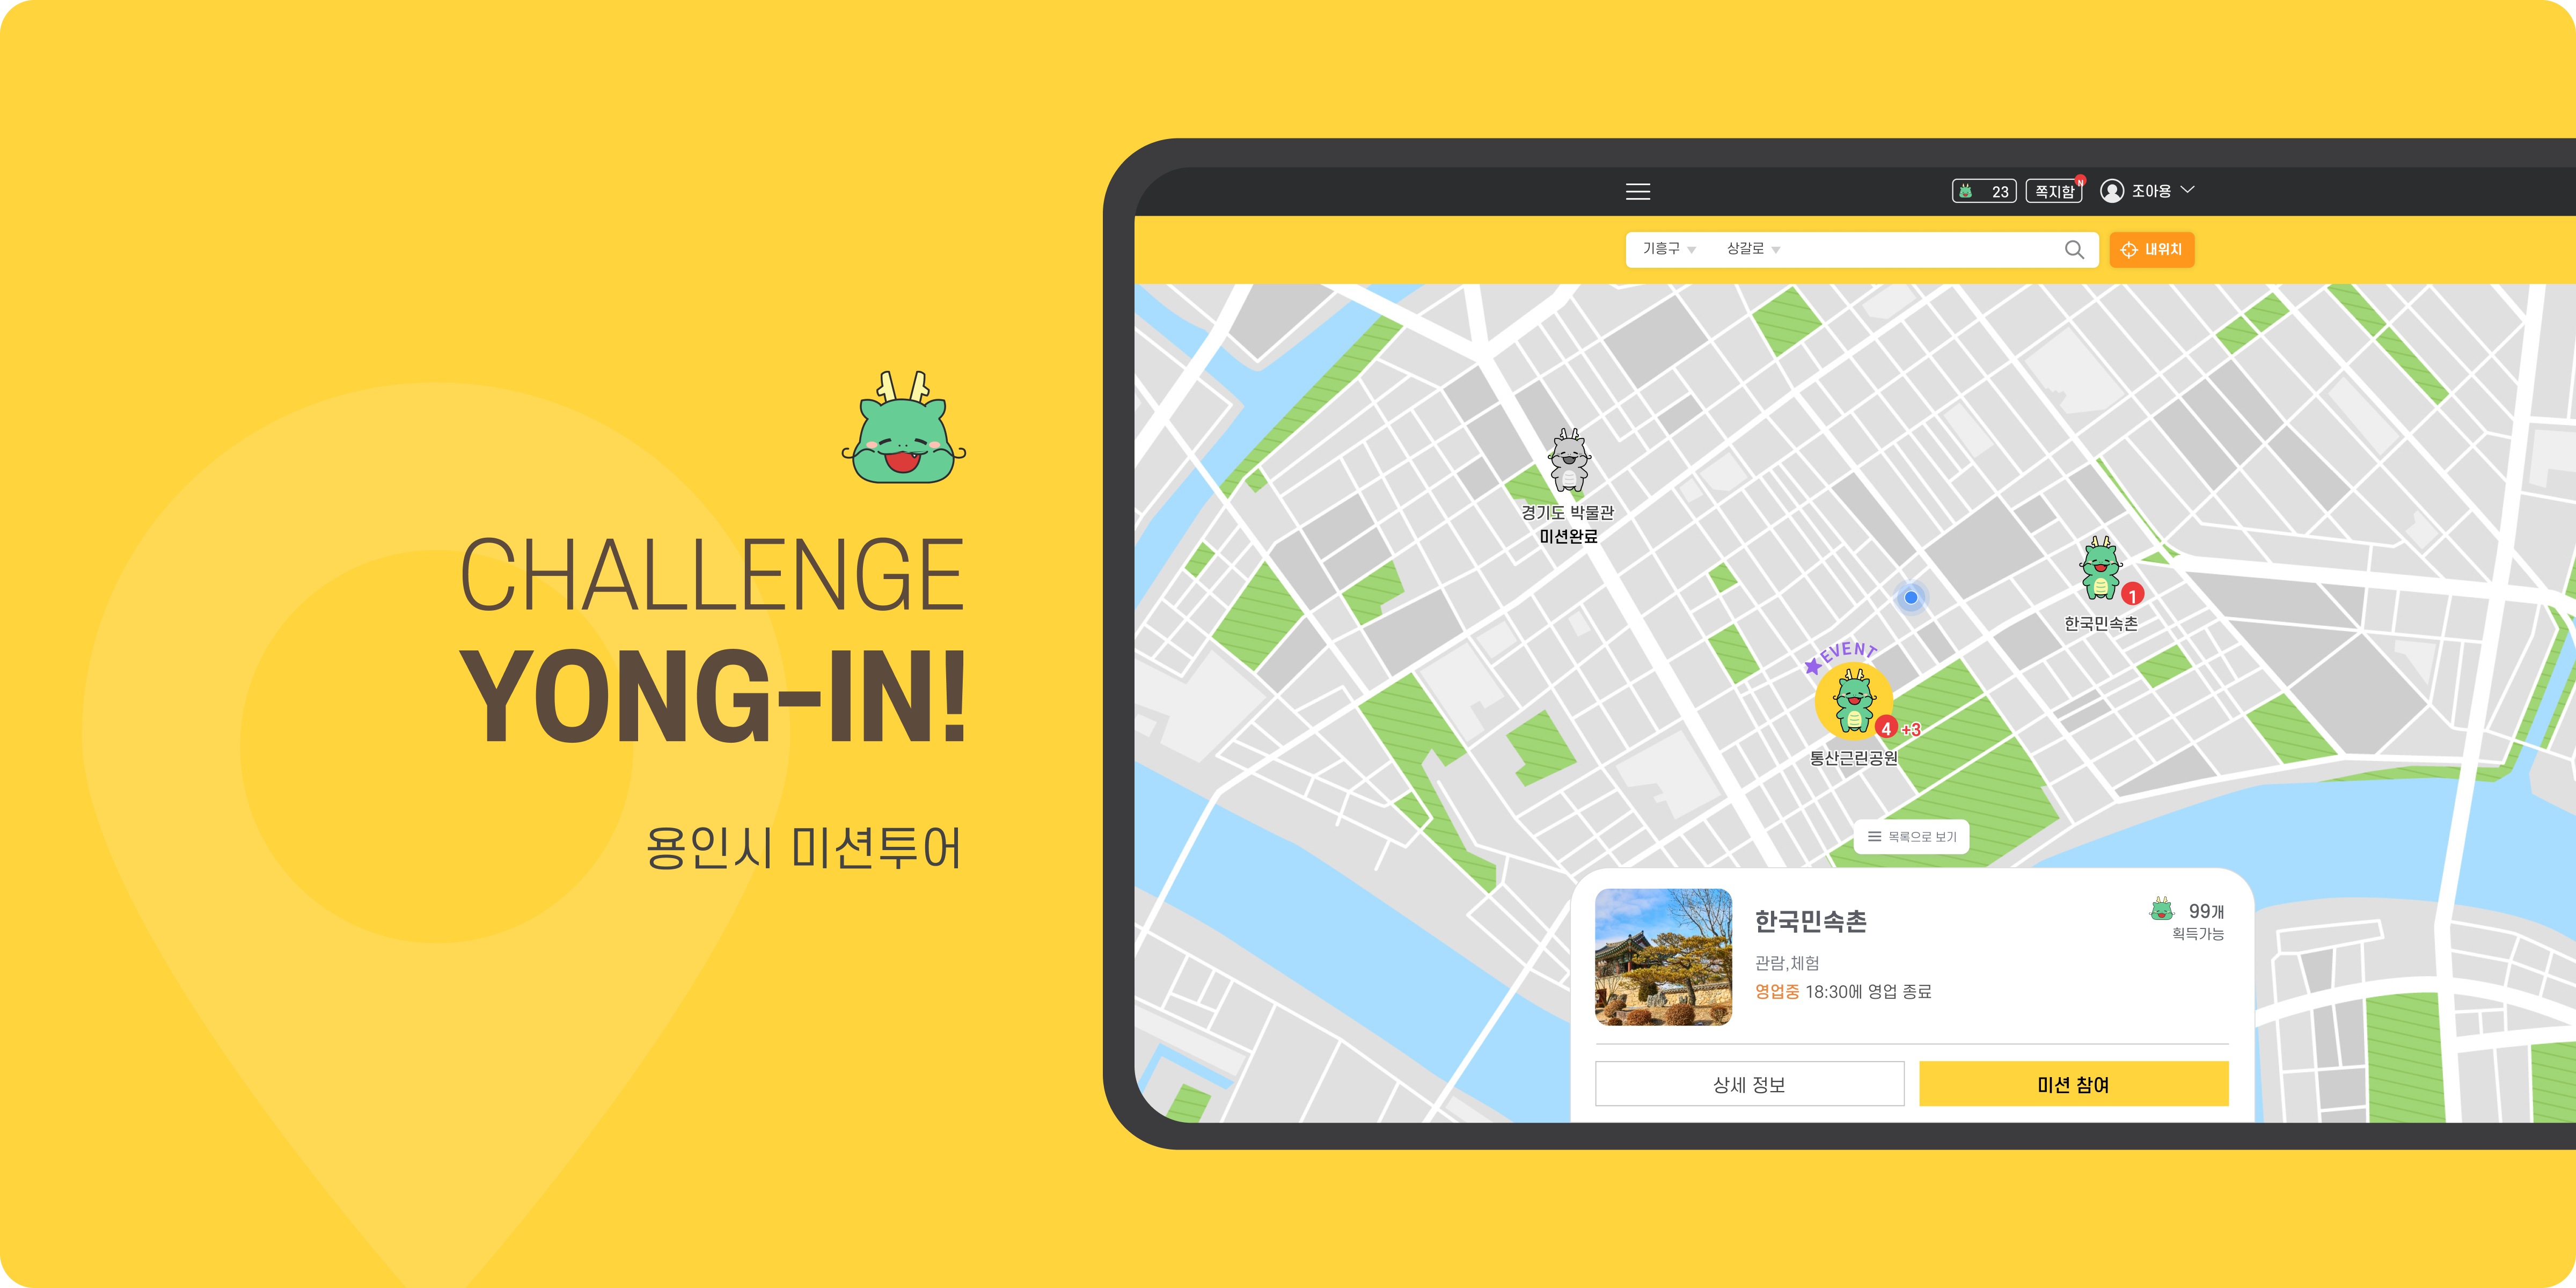 CHALLENGE
YONG-IN!
용인시 미션투어
23
쪽지함
N
조아용
기흥구
상갈로
내위치
경기도 박물관
미션완료
1
한국민속촌
EVENT
4 +3
통산근린공원
목록으로 보기
한국민속촌
99개
획득가능
관람,체험
영업중 18:30에 영업 종료
상세 정보
미션 참여